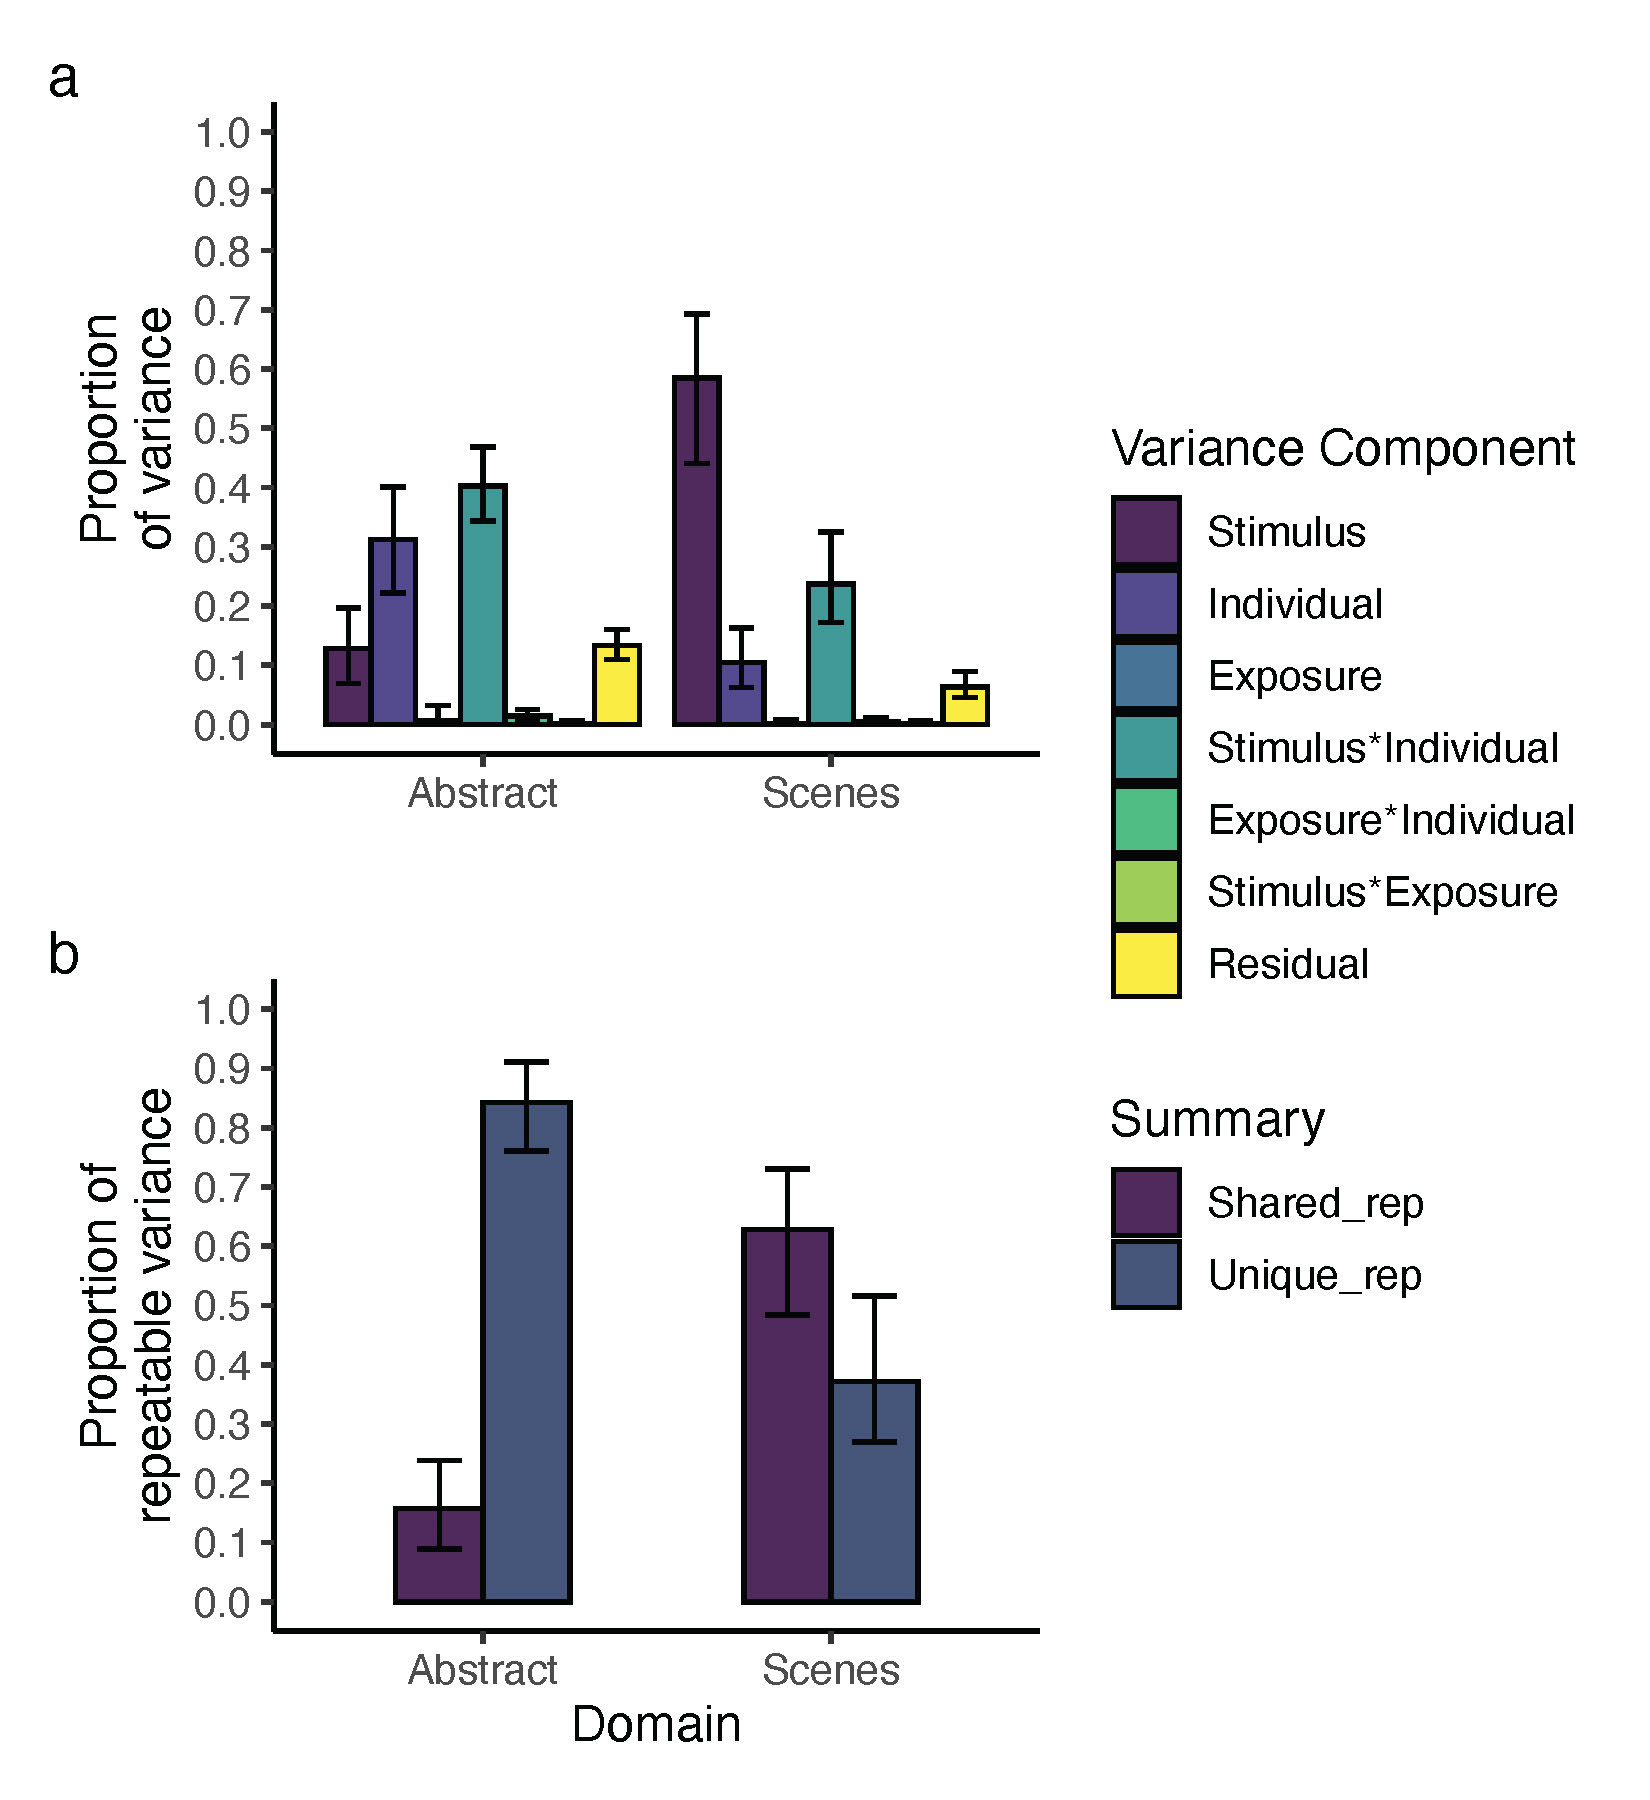 a
1.0
0.9
0.8
0.7
0.6
0.5
0.4
0.3
0.2
0.1
0.0
Proportion
of variance
Abstract
Scenes
Variance Component
Stimulus
Individual
Exposure
Stimulus*Individual
Exposure*Individual
Stimulus*Exposure
Residual
b
1.0
0.9
0.8
0.7
0.6
0.5
0.4
0.3
0.2
0.1
0.0
Proportion of
repeatable variance
Abstract
Scenes
Domain
Summary
Shared_rep
Unique_rep